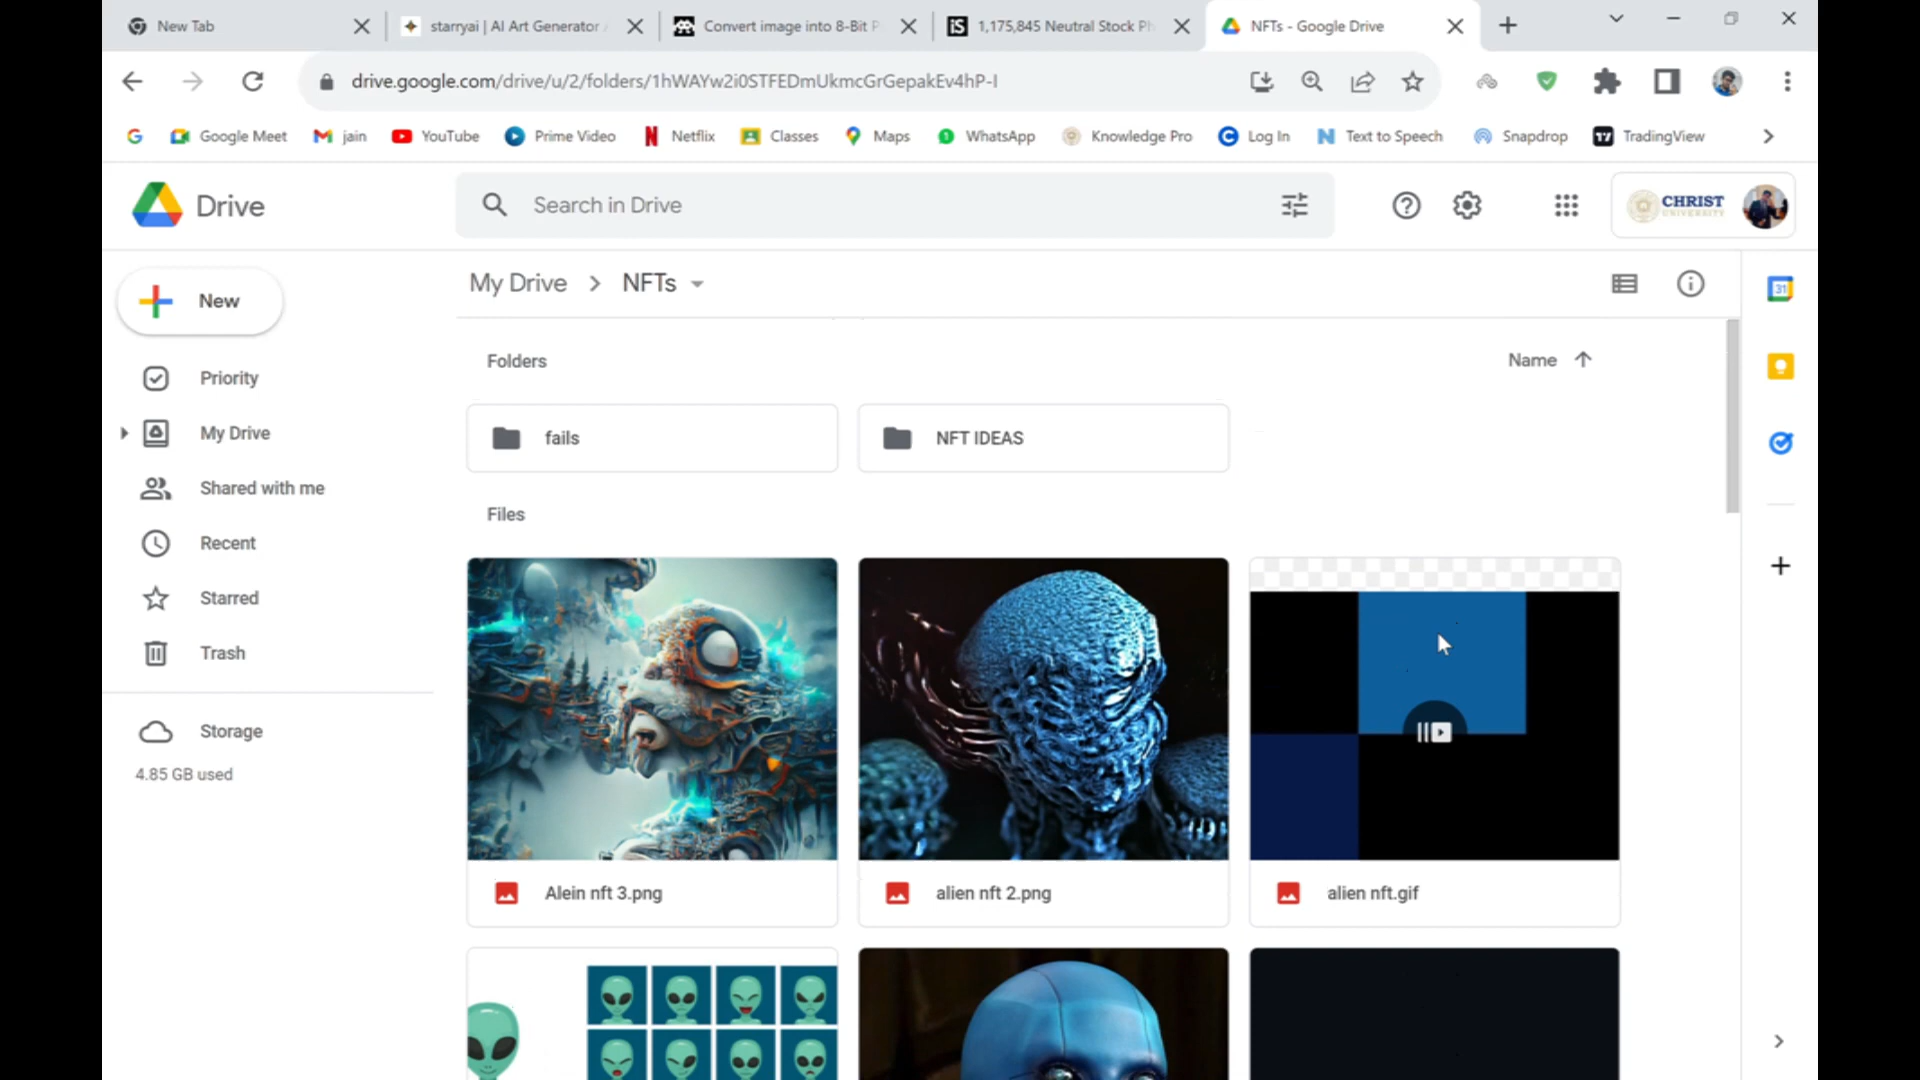 New Tab
starryai | AI Art Generator
Convert image into 8-Bit P
1,175,845 Neutral Stock Ph
NFTs - Google Drive
drive.google.com/drive/u/2/folders/1hWAYw2i0STFEDmUkmcGrGepakEv4hP-I
Google Meet
jain
YouTube
Prime Video
Netflix
Classes
Maps
WhatsApp
Knowledge Pro
Log In
Text to Speech
Snapdrop
TradingView
Drive
Search in Drive
CHRIST
UNIVERSITY
New
My Drive > NFTs
Priority
My Drive
Shared with me
Recent
Starred
Trash
Storage
4.85 GB used
Folders
Name
fails
NFT IDEAS
Files
Alein nft 3.png
alien nft 2.png
alien nft.gif
31